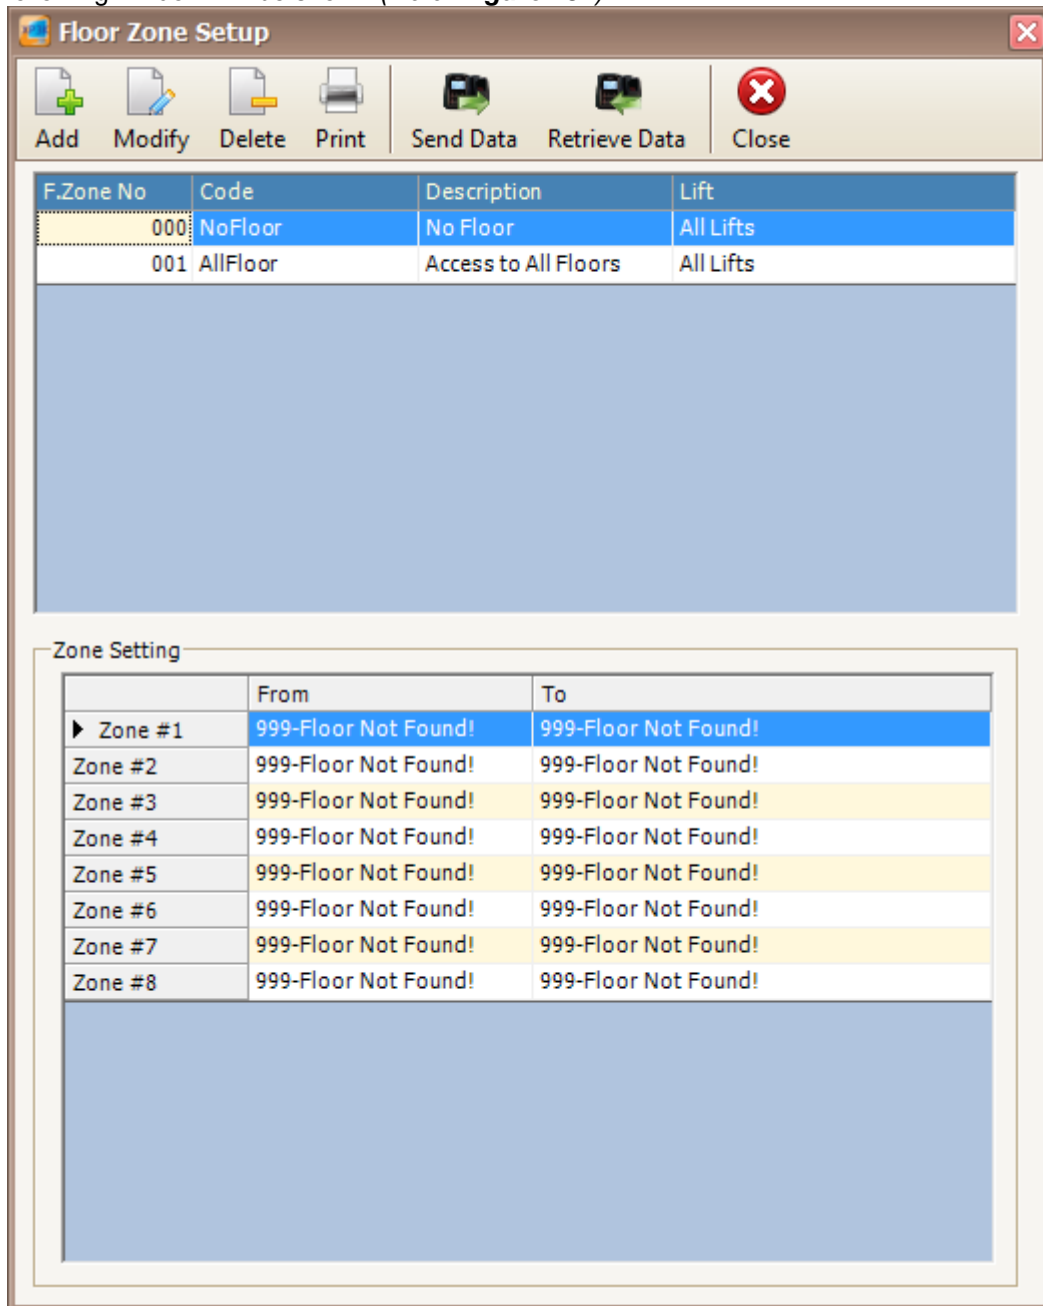 Floor Zone Setup
Add Modify Delete Print Send Data Retrieve Data Close
F.Zone No Code Description Lift
000 NoFloor No Floor All Lifts
001 AllFloor Access to All Floors All Lifts
Zone Setting
From To
Zone #1 999-Floor Not Found! 999-Floor Not Found!
Zone #2 999-Floor Not Found! 999-Floor Not Found!
Zone #3 999-Floor Not Found! 999-Floor Not Found!
Zone #4 999-Floor Not Found! 999-Floor Not Found!
Zone #5 999-Floor Not Found! 999-Floor Not Found!
Zone #6 999-Floor Not Found! 999-Floor Not Found!
Zone #7 999-Floor Not Found! 999-Floor Not Found!
Zone #8 999-Floor Not Found! 999-Floor Not Found!